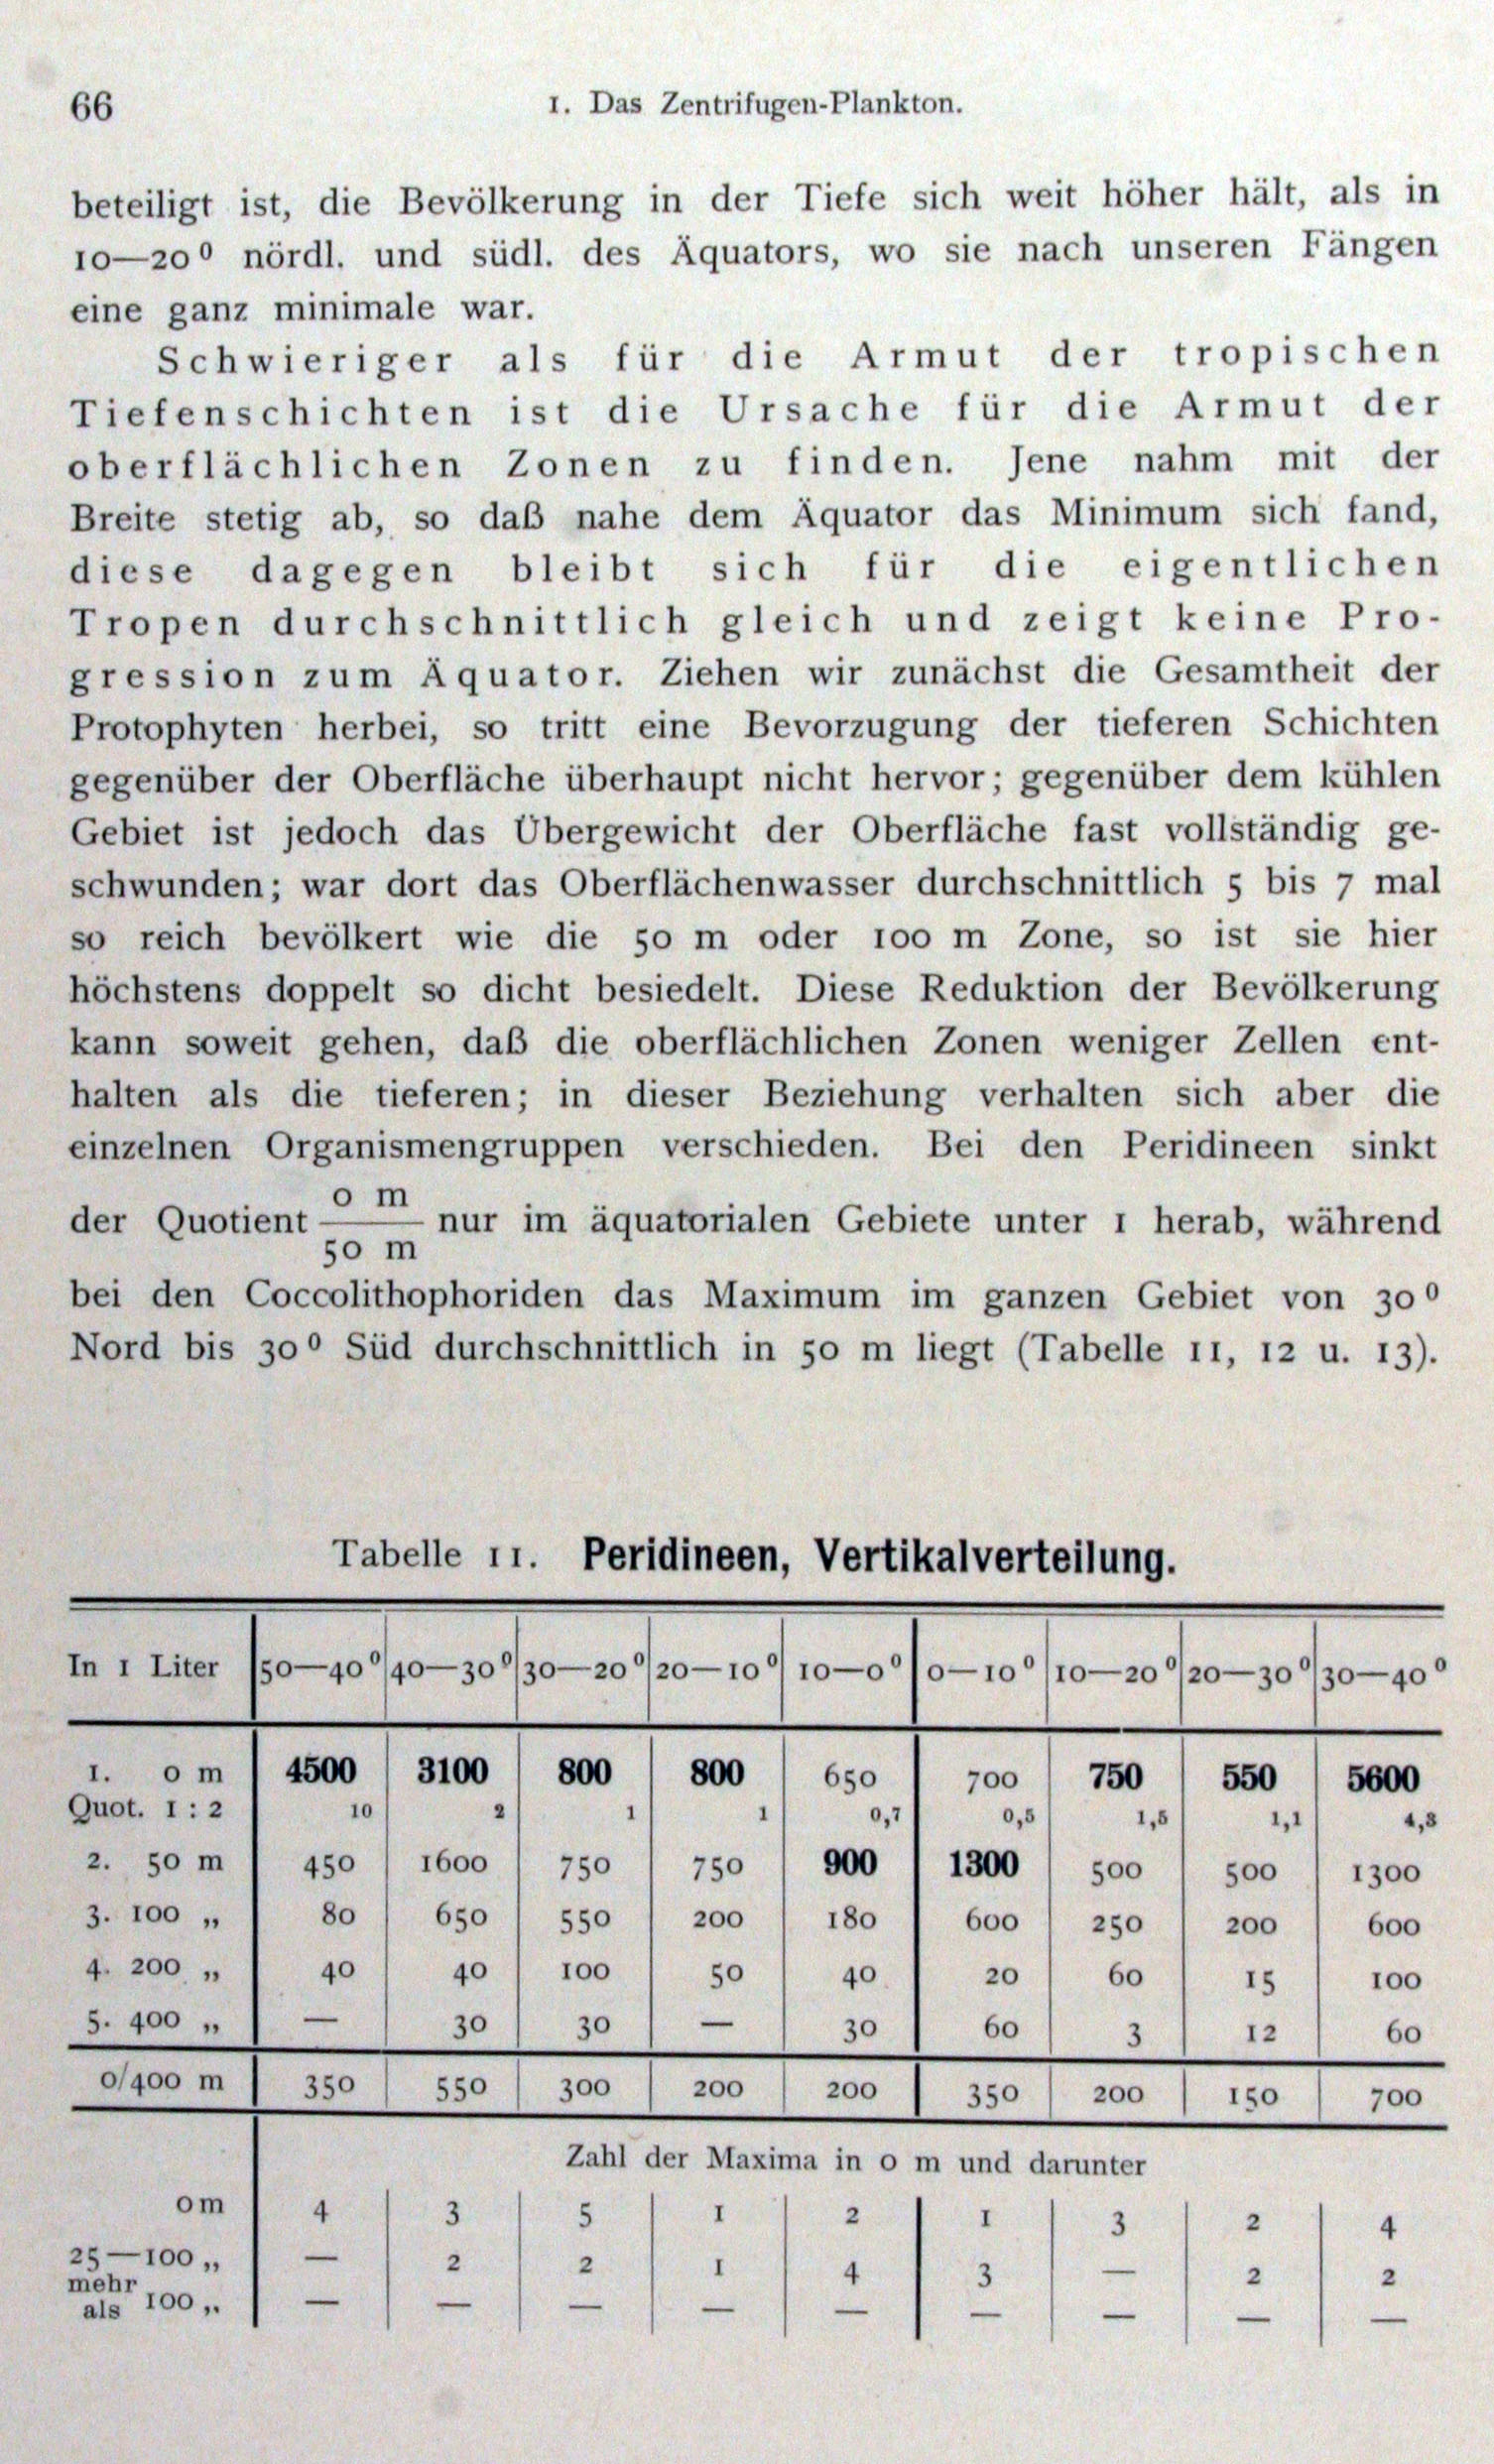 66
1. Das Zentrifugen-Plankton.
beteiligt ist, die Bevölkerung in der Tiefe sich weit höher hält, als in
10—20⁰ nördl. und südl. des Äquators, wo sie nach unseren Fängen
eine ganz minimale war.
Schwieriger als für die Armut der tropischen
Tiefenschichten ist die Ursache für die Armut der
oberflächlichen Zonen zu finden. Jene nahm mit der
Breite stetig ab, so daß nahe dem Äquator das Minimum sich fand,
diese dagegen bleibt sich für die eigentlichen
Tropen durchschnittlich gleich und zeigt keine Pro-
gression zum Äquator. Ziehen wir zunächst die Gesamtheit der
Protophyten herbei, so tritt eine Bevorzugung der tieferen Schichten
gegenüber der Oberfläche überhaupt nicht hervor; gegenüber dem kühlen
Gebiet ist jedoch das Übergewicht der Oberfläche fast vollständig ge-
schwunden; war dort das Oberflächenwasser durchschnittlich 5 bis 7 mal
so reich bevölkert wie die 50 m oder 100 m Zone, so ist sie hier
höchstens doppelt so dicht besiedelt. Diese Reduktion der Bevölkerung
kann soweit gehen, daß die oberflächlichen Zonen weniger Zellen ent-
halten als die tieferen; in dieser Beziehung verhalten sich aber die
einzelnen Organismengruppen verschieden. Bei den Peridineen sinkt
der Quotient 0 m / 50 m nur im äquatorialen Gebiete unter 1 herab, während
bei den Coccolithophoriden das Maximum im ganzen Gebiet von 30⁰
Nord bis 30⁰ Süd durchschnittlich in 50 m liegt (Tabelle 11, 12 u. 13).
Tabelle 11. Peridineen, Vertikalverteilung.
In 1 Liter 50—40⁰ 40—30⁰ 30—20⁰ 20—10⁰ 10—0⁰ 0—10⁰ 10—20⁰ 20—30⁰ 30—40⁰
1. 0 m 4500 3100 800 800 650 700 750 550 5600
Quot. 1 : 2 10 2 1 1 0,7 0,5 1,5 1,1 4,3
2. 50 m 450 1600 750 750 900 1300 500 500 1300
3. 100 „ 80 650 550 200 180 600 250 200 600
4. 200 „ 40 40 100 50 40 20 60 15 100
5. 400 „ — 30 30 — 30 60 3 12 60
0/400 m 350 550 300 200 200 350 200 150 700
Zahl der Maxima in 0 m und darunter
0m 4 3 5 1 2 1 3 2 4
25—100 „ — 2 2 1 4 3 — 2 2
mehr
als 100 „ — — — — — — — — —